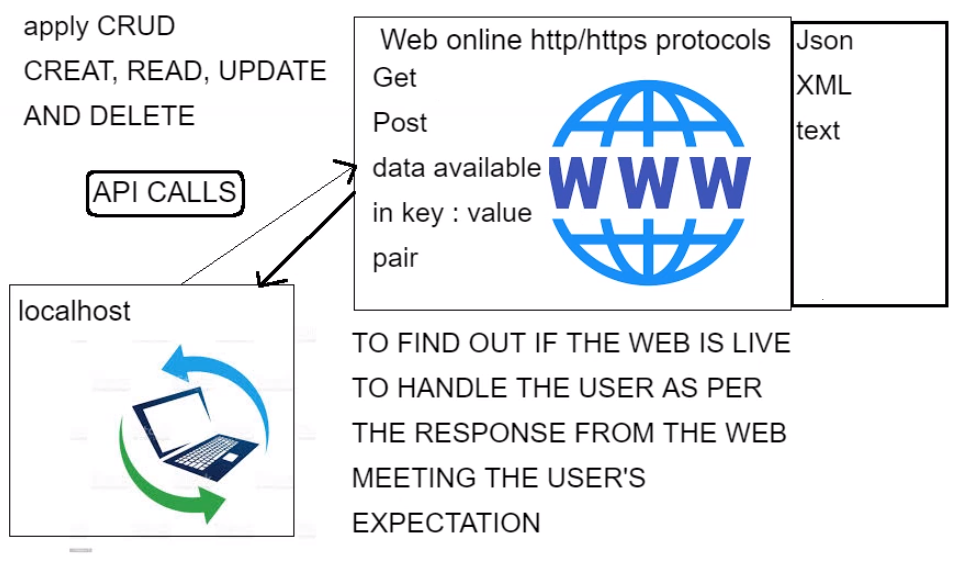 apply CRUD
CREAT, READ, UPDATE
AND DELETE
API CALLS
localhost
Web online http/https protocols
Get
Post
data available
in key : value
pair
WWW
Json
XML
text
TO FIND OUT IF THE WEB IS LIVE
TO HANDLE THE USER AS PER
THE RESPONSE FROM THE WEB
MEETING THE USER'S
EXPECTATION